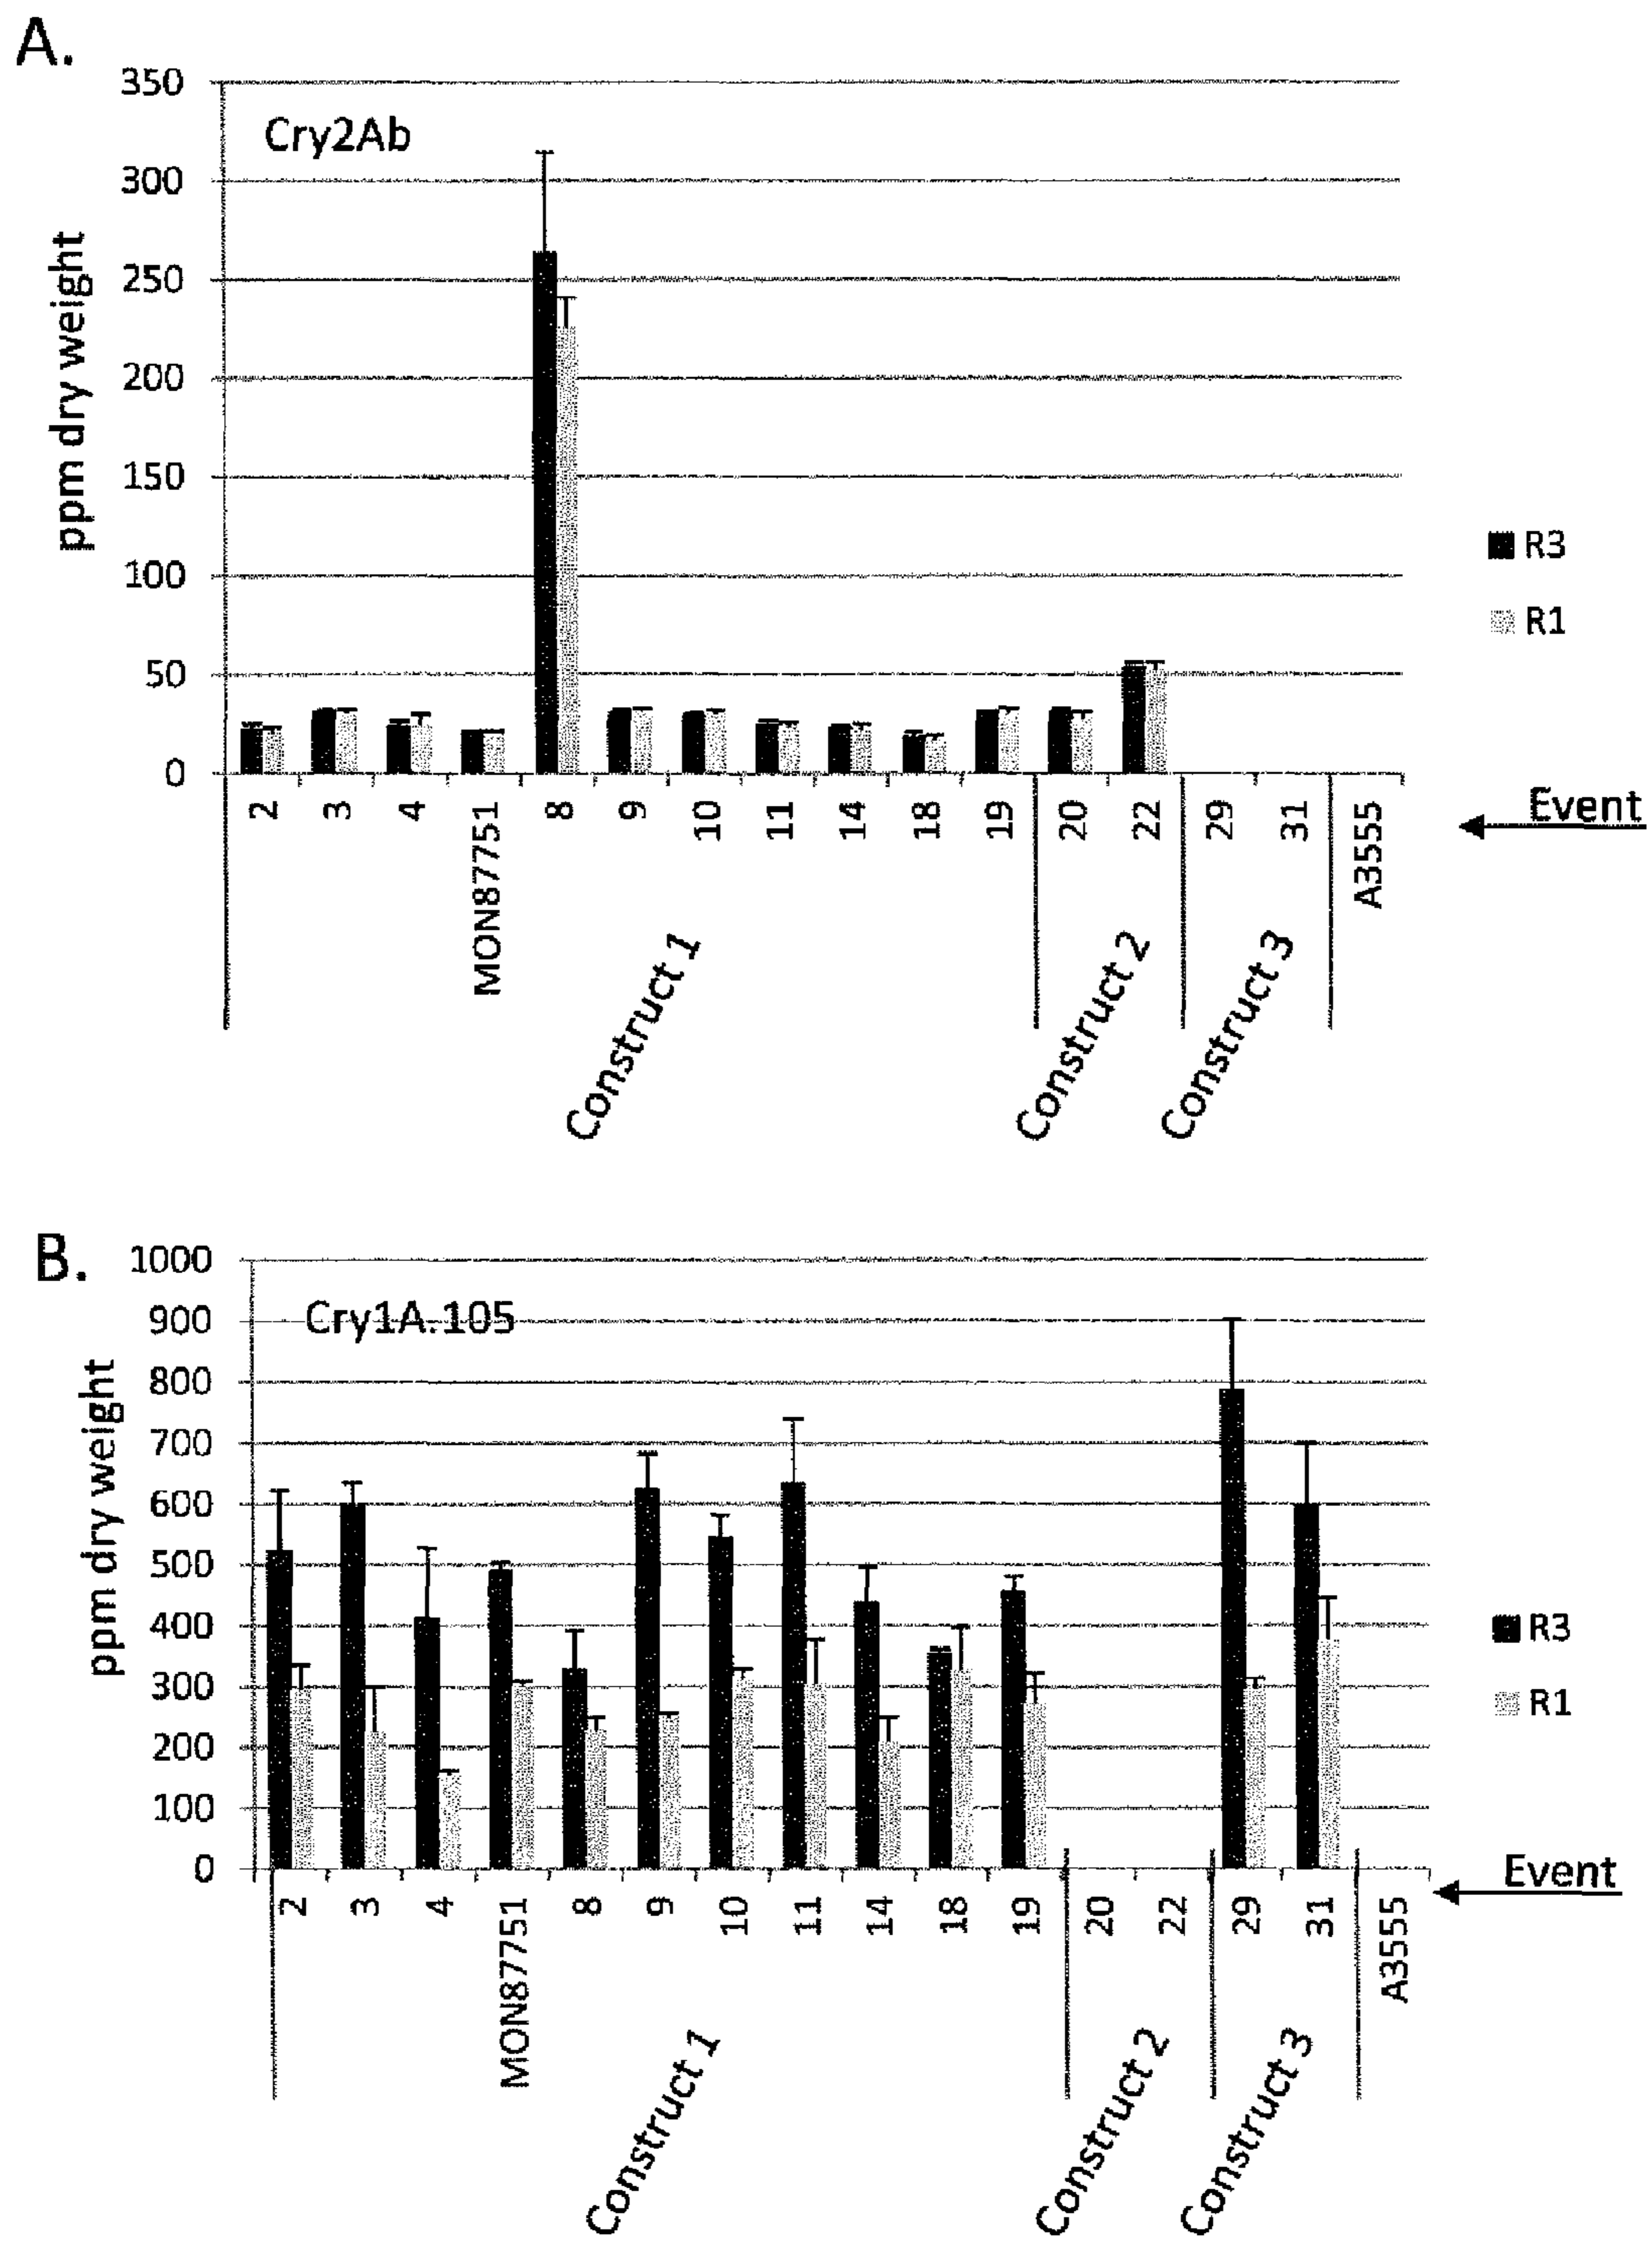 A.
350
Cry2Ab
300
250
200
150
100
50
0
ppm dry weight
R3
R1
2 3 4 MON87751 8 9 10 11 14 18 19 20 22 29 31 A3555
Event
Construct 1 Construct 2 Construct 3
B.
1000
Cry1A.105
900
800
700
600
500
400
300
200
100
0
ppm dry weight
R3
R1
2 3 4 MON87751 8 9 10 11 14 18 19 20 22 29 31 A3555
Event
Construct 1 Construct 2 Construct 3